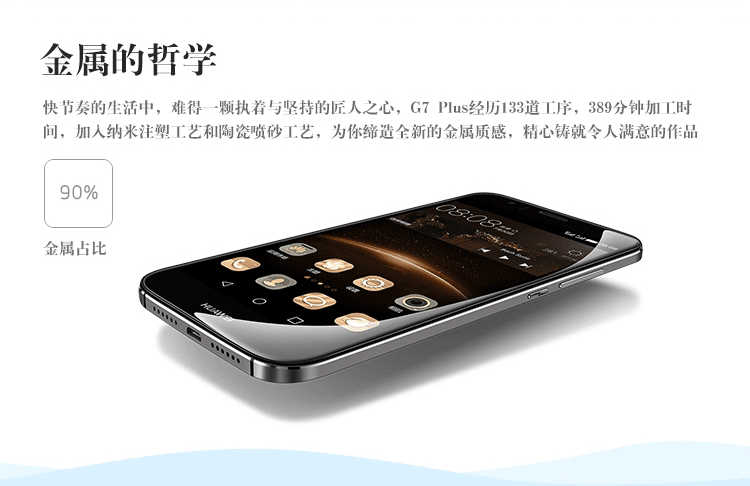 金属的哲学
快节奏的生活中，难得一颗执着与坚持的匠人之心，G7 Plus经历133道工序，389分钟加工时
间，加入纳米注塑工艺和陶瓷喷砂工艺，为你缔造全新的金属质感，精心铸就令人满意的作品
90%
金属占比
08:08
HUAWEI